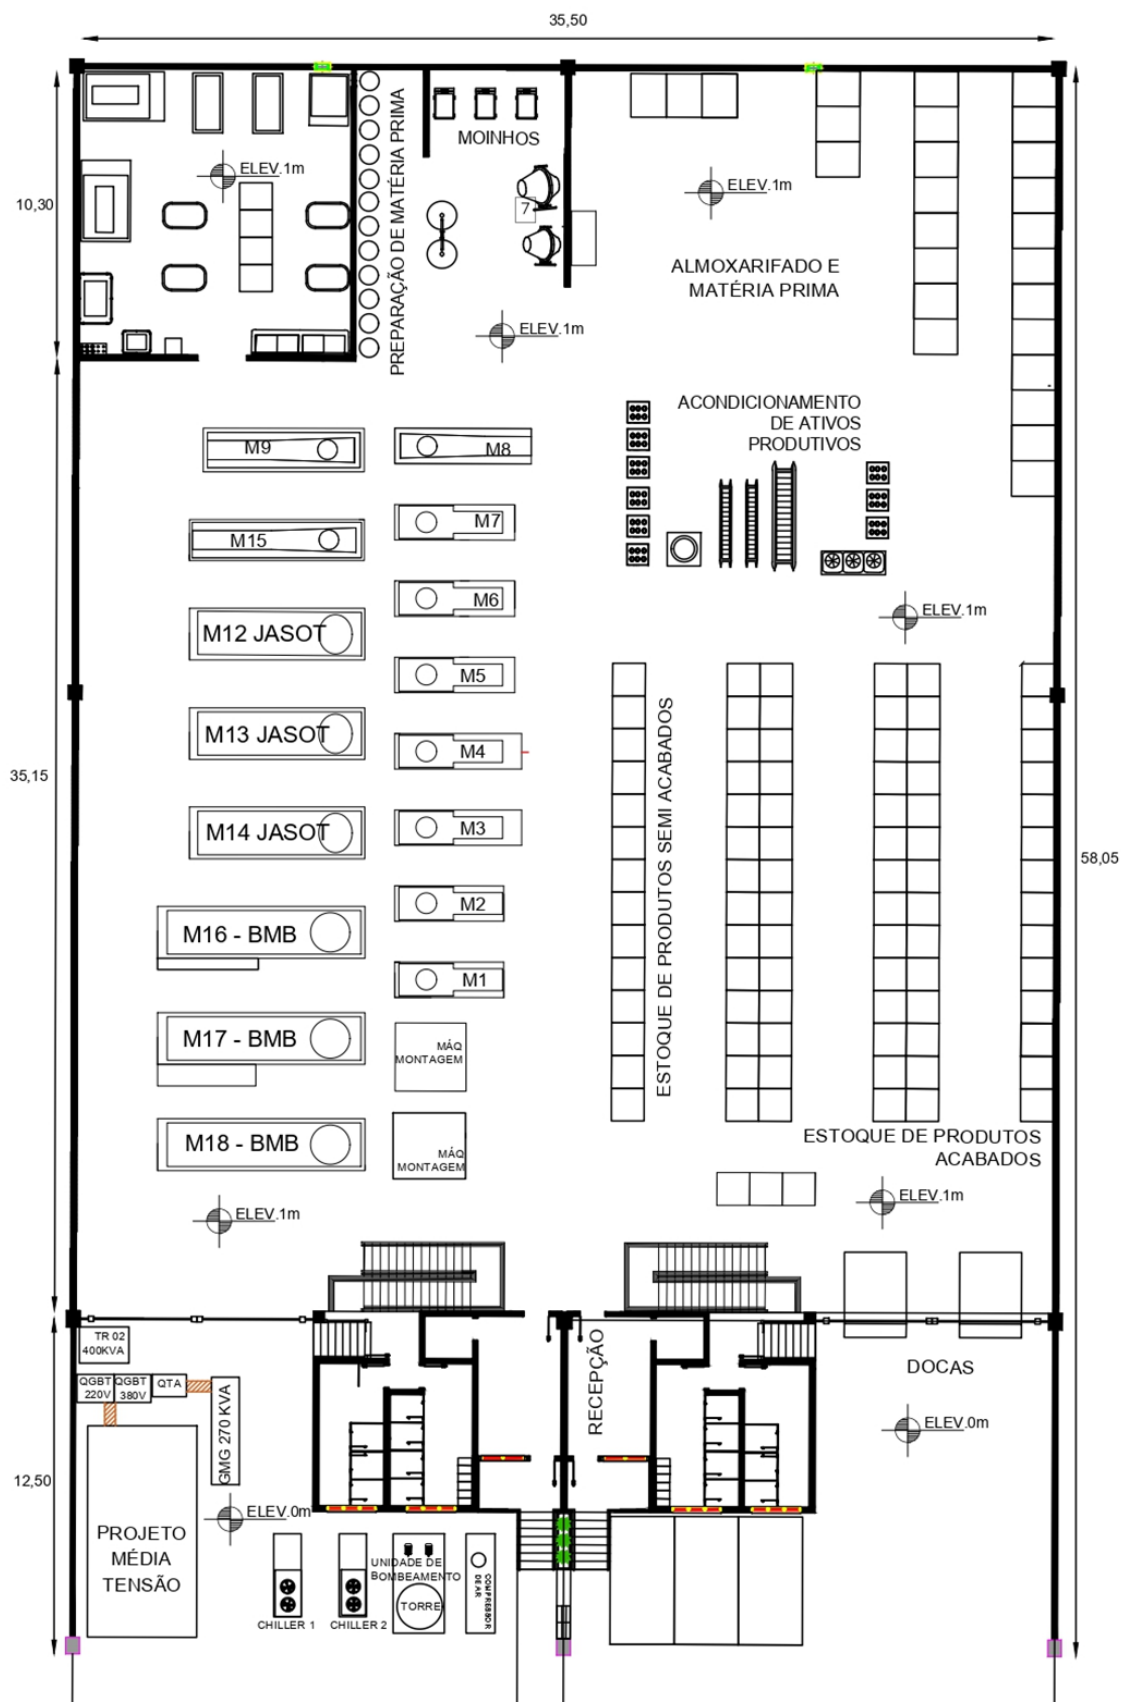 35,50
PREPARAÇÃO DE MATÉRIA PRIMA
MOINHOS
ELEV.1m
ELEV.1m
10,30
7
ALMOXARIFADO E
MATÉRIA PRIMA
ELEV.1m
ACONDICIONAMENTO
DE ATIVOS
PRODUTIVOS
M9
M8
M7
M15
M6
ELEV.1m
M12 JASOT
M5
M13 JASOT
M4
ESTOQUE DE PRODUTOS SEMI ACABADOS
35,15
M14 JASOT
M3
58,05
M2
M16 - BMB
M1
M17 - BMB
MÁQ
MONTAGEM
M18 - BMB
MÁQ
MONTAGEM
ESTOQUE DE PRODUTOS
ACABADOS
ELEV.1m
ELEV.1m
TR 02
400KVA
RECEPÇÃO
DOCAS
QGBT
220V
QGBT
380V
QTA
GMG 270 KVA
ELEV.0m
12,50
ELEV.0m
PROJETO
MÉDIA
TENSÃO
UNIDADE DE
BOMBEAMENTO
TORRE
COMPRESSOR
DE AR
CHILLER 1
CHILLER 2